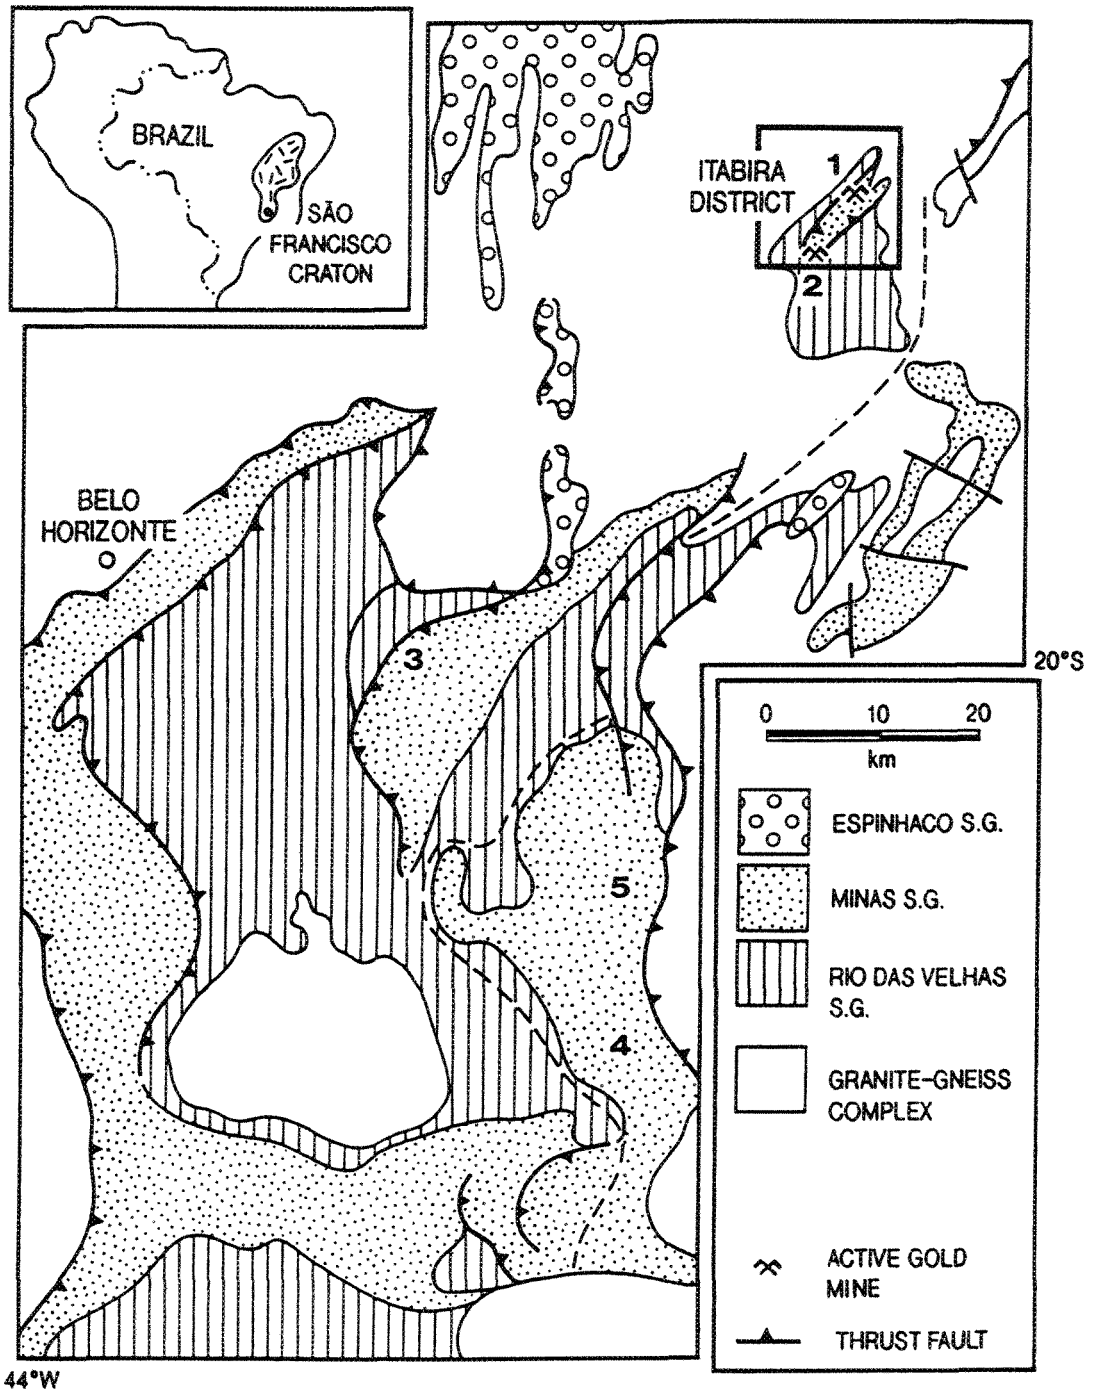 BRAZIL
SÃO
FRANCISCO
CRATON
ITABIRA
DISTRICT
1
2
BELO
HORIZONTE
3
20°S
0 10 20
km
ESPINHACO S.G.
5
MINAS S.G.
RIO DAS VELHAS
S.G.
4
GRANITE-GNEISS
COMPLEX
ACTIVE GOLD
MINE
THRUST FAULT
44°W